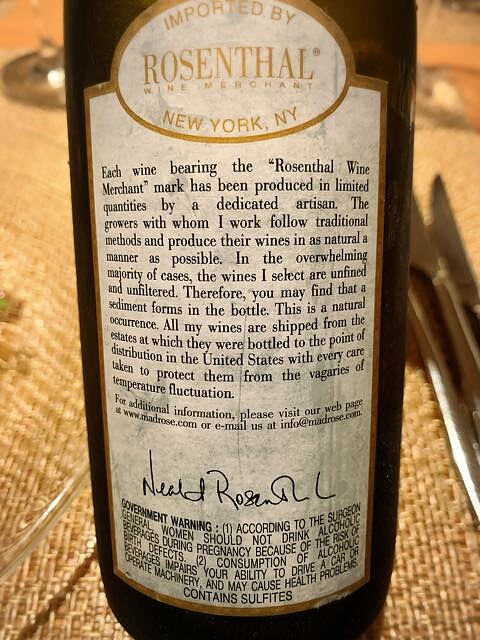 IMPORTED BY
ROSENTHAL®
WINE MERCHANT
NEW YORK, NY
Each wine bearing the “Rosenthal Wine
Merchant” mark has been produced in limited
quantities by a dedicated artisan. The
growers with whom I work follow traditional
methods and produce their wines in as natural a
manner as possible. In the overwhelming
majority of cases, the wines I select are unfined
and unfiltered. Therefore, you may find that a
sediment forms in the bottle. This is a natural
occurrence. All my wines are shipped from the
estates at which they were bottled to the point of
distribution in the United States with every care
taken to protect them from the vagaries of
temperature fluctuation.
For additional information, please visit our web page
at www.madrose.com or e-mail us at info@madrose.com.
Neal I Rosenthal
GOVERNMENT WARNING : (1) ACCORDING TO THE SURGEON
GENERAL, WOMEN SHOULD NOT DRINK ALCOHOLIC
BEVERAGES DURING PREGNANCY BECAUSE OF THE RISK OF
BIRTH DEFECTS. (2) CONSUMPTION OF ALCOHOLIC
BEVERAGES IMPAIRS YOUR ABILITY TO DRIVE A CAR OR
OPERATE MACHINERY, AND MAY CAUSE HEALTH PROBLEMS.
CONTAINS SULFITES